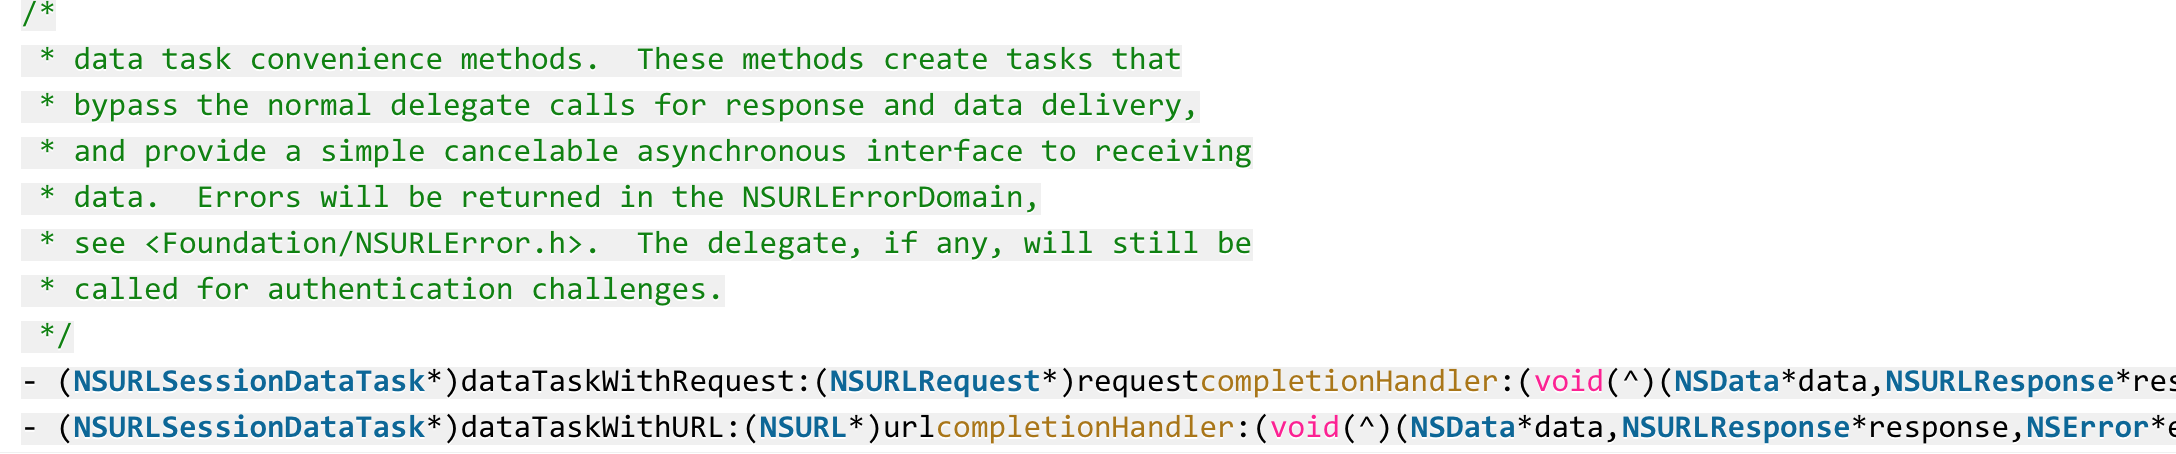 /*
 * data task convenience methods.  These methods create tasks that
 * bypass the normal delegate calls for response and data delivery,
 * and provide a simple cancelable asynchronous interface to receiving
 * data.  Errors will be returned in the NSURLErrorDomain,
 * see <Foundation/NSURLError.h>.  The delegate, if any, will still be
 * called for authentication challenges.
 */
- (NSURLSessionDataTask*)dataTaskWithRequest:(NSURLRequest*)requestcompletionHandler:(void(^)(NSData*data,NSURLResponse*res
- (NSURLSessionDataTask*)dataTaskWithURL:(NSURL*)urlcompletionHandler:(void(^)(NSData*data,NSURLResponse*response,NSError*e